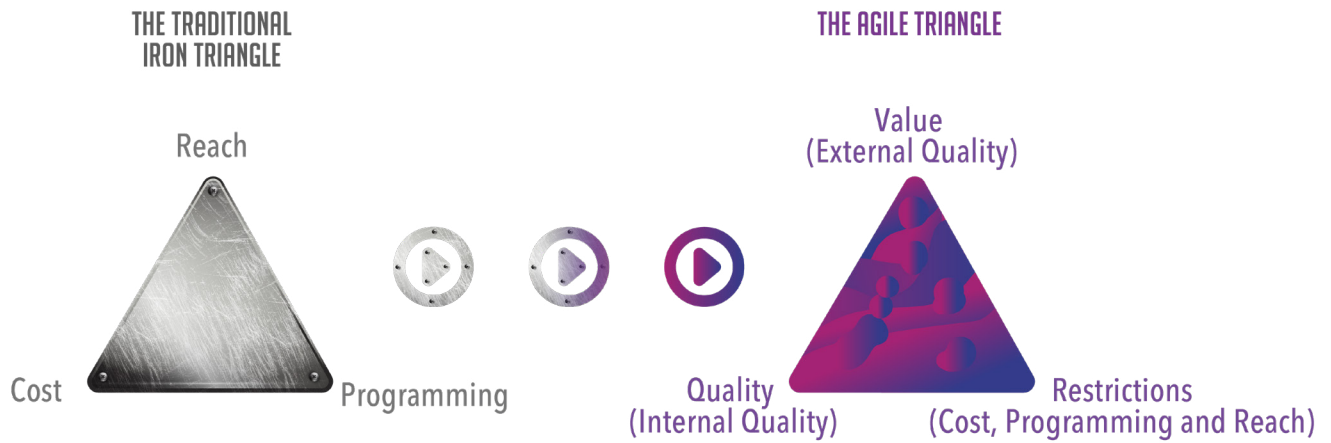 THE TRADITIONAL
IRON TRIANGLE
Reach
Cost
Programming
THE AGILE TRIANGLE
Value
(External Quality)
Quality
(Internal Quality)
Restrictions
(Cost, Programming and Reach)